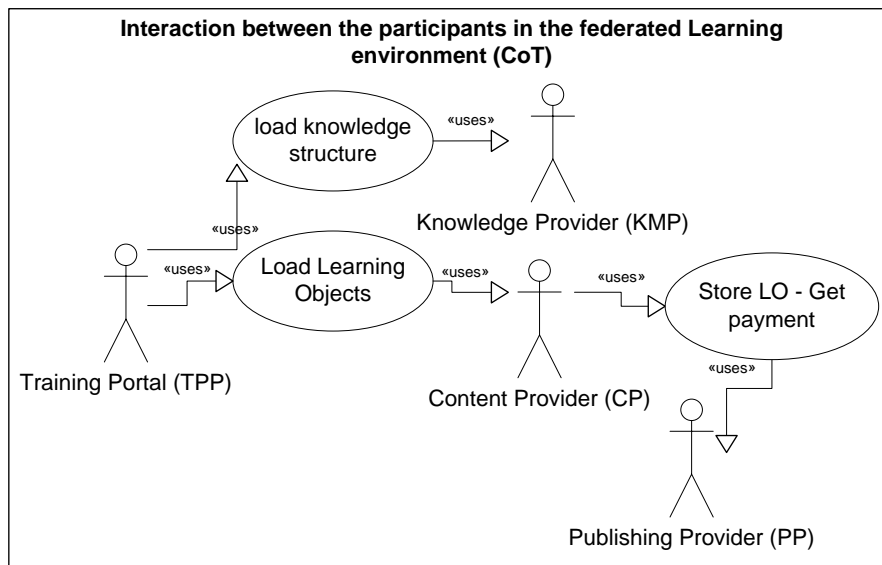 Interaction between the participants in the federated Learning
environment (CoT)
load knowledge
structure
«uses»
Knowledge Provider (KMP)
«uses»
«uses»
Load Learning
Objects
«uses»
«uses»
Store LO - Get
payment
Training Portal (TPP)
Content Provider (CP)
«uses»
Publishing Provider (PP)